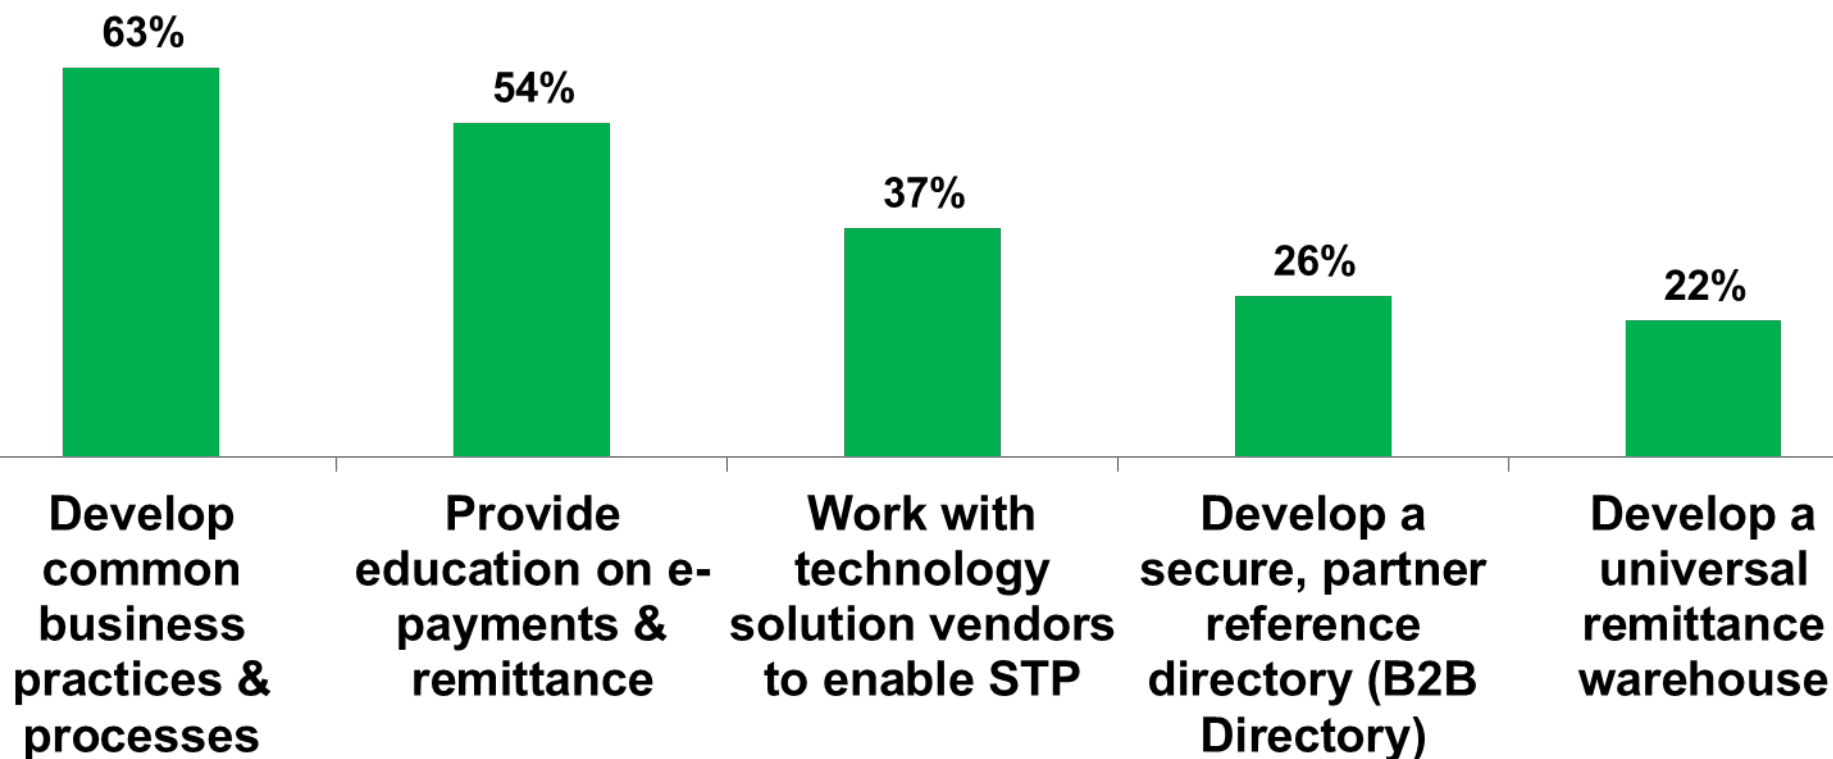 63%
54%
37%
26%
22%
Develop
common
business
practices &
processes
Provide
education on e-
payments &
remittance
Work with
technology
solution vendors
to enable STP
Develop a
secure, partner
reference
directory (B2B
Directory)
Develop a
universal
remittance
warehouse